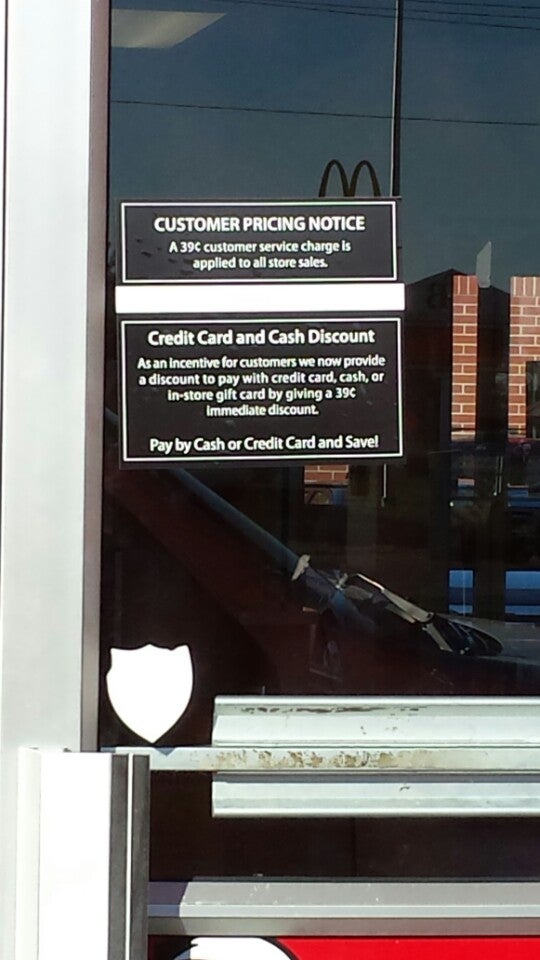 CUSTOMER PRICING NOTICE
A 39¢ customer service charge is
applied to all store sales.
Credit Card and Cash Discount
As an incentive for customers we now provide
a discount to pay with credit card, cash, or
in-store gift card by giving a 39¢
immediate discount.
Pay by Cash or Credit Card and Save!